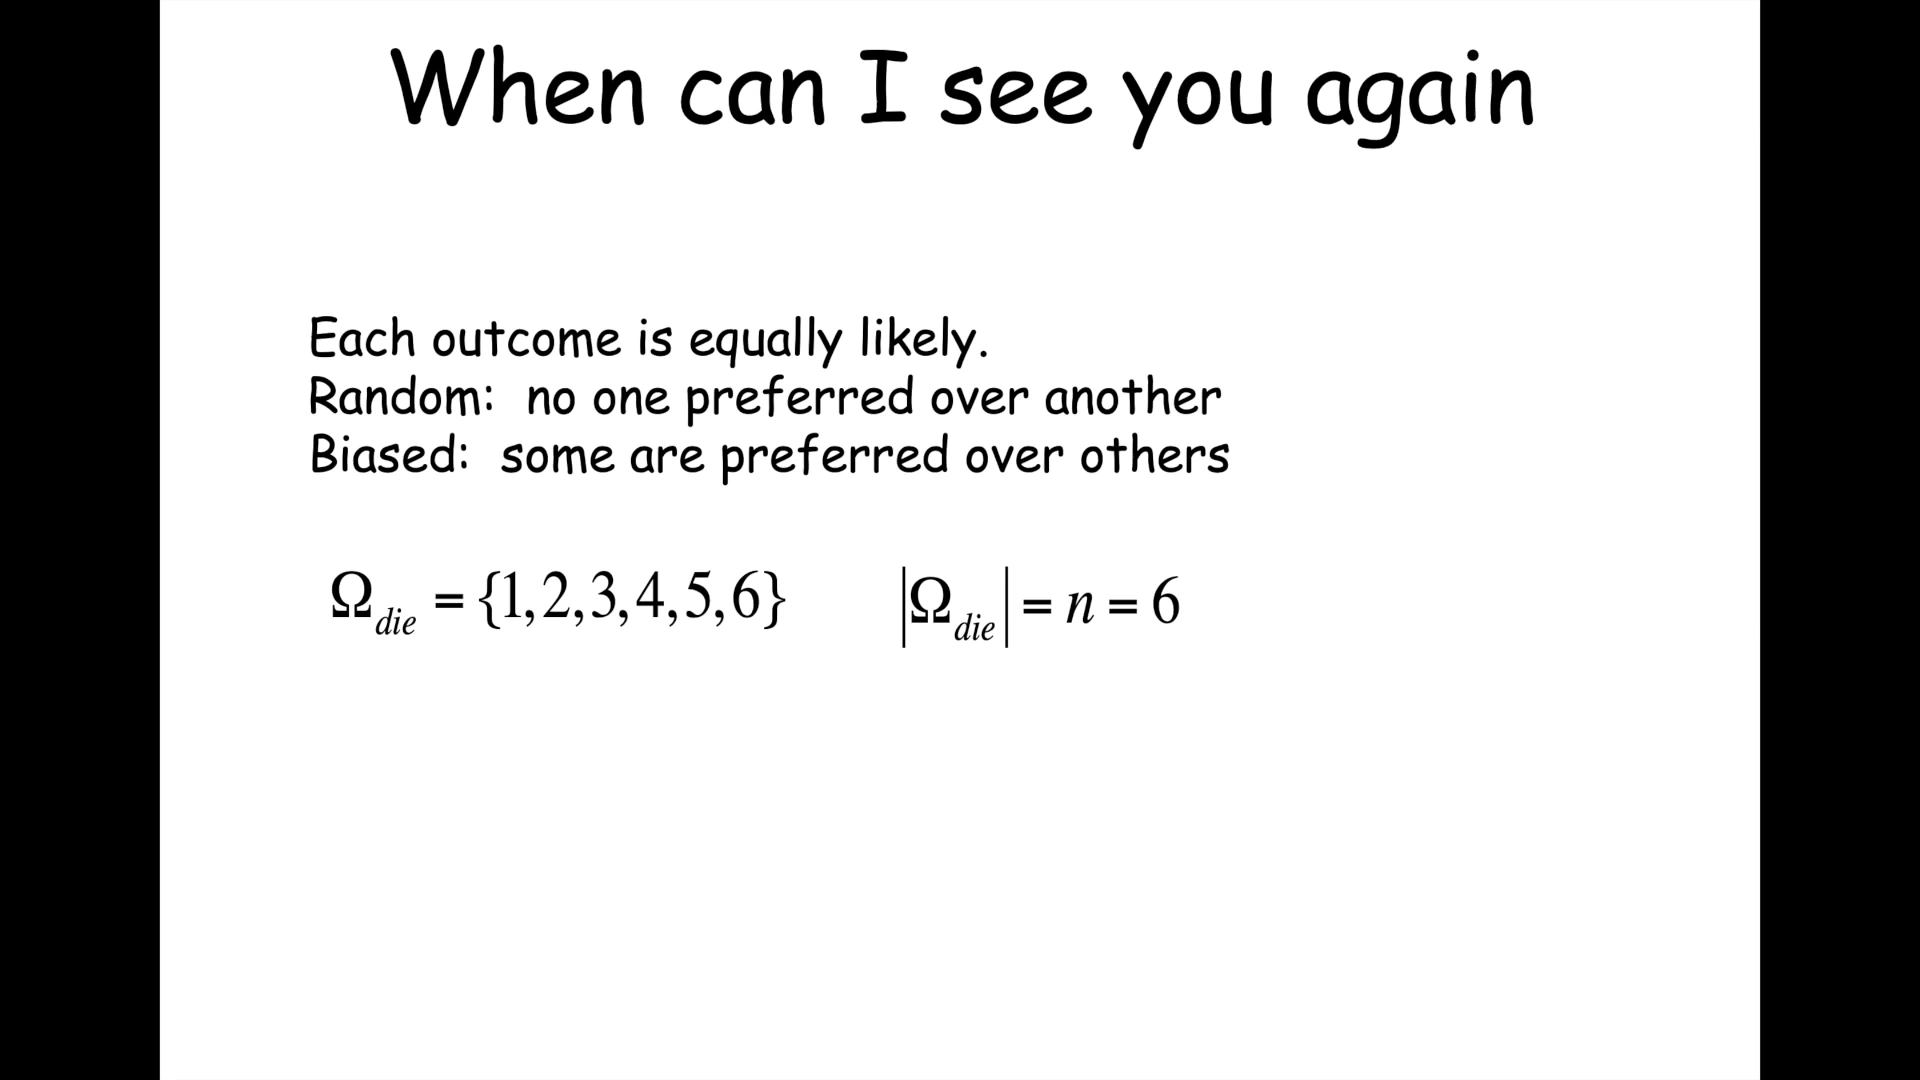 When can I see you again
Each outcome is equally likely.
Random: no one preferred over another
Biased: some are preferred over others
Ω_die = {1,2,3,4,5,6} |Ω_die| = n = 6